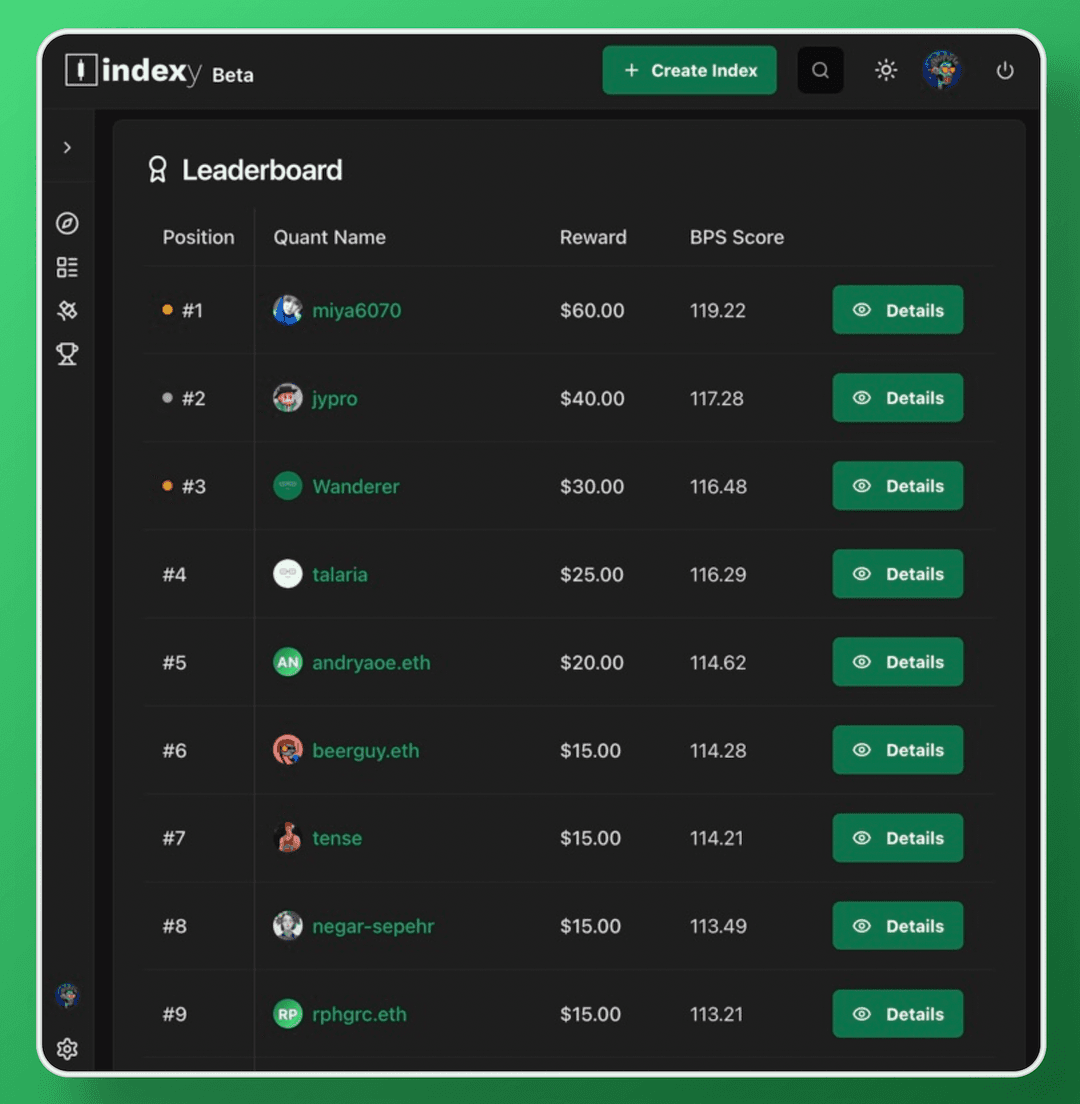 indexy Beta
+ Create Index
Leaderboard
Position Quant Name Reward BPS Score
#1 miya6070 $60.00 119.22 Details
#2 jypro $40.00 117.28 Details
#3 Wanderer $30.00 116.48 Details
#4 talaria $25.00 116.29 Details
#5 AN andryaoe.eth $20.00 114.62 Details
#6 beerguy.eth $15.00 114.28 Details
#7 tense $15.00 114.21 Details
#8 negar-sepehr $15.00 113.49 Details
#9 RP rphgrc.eth $15.00 113.21 Details